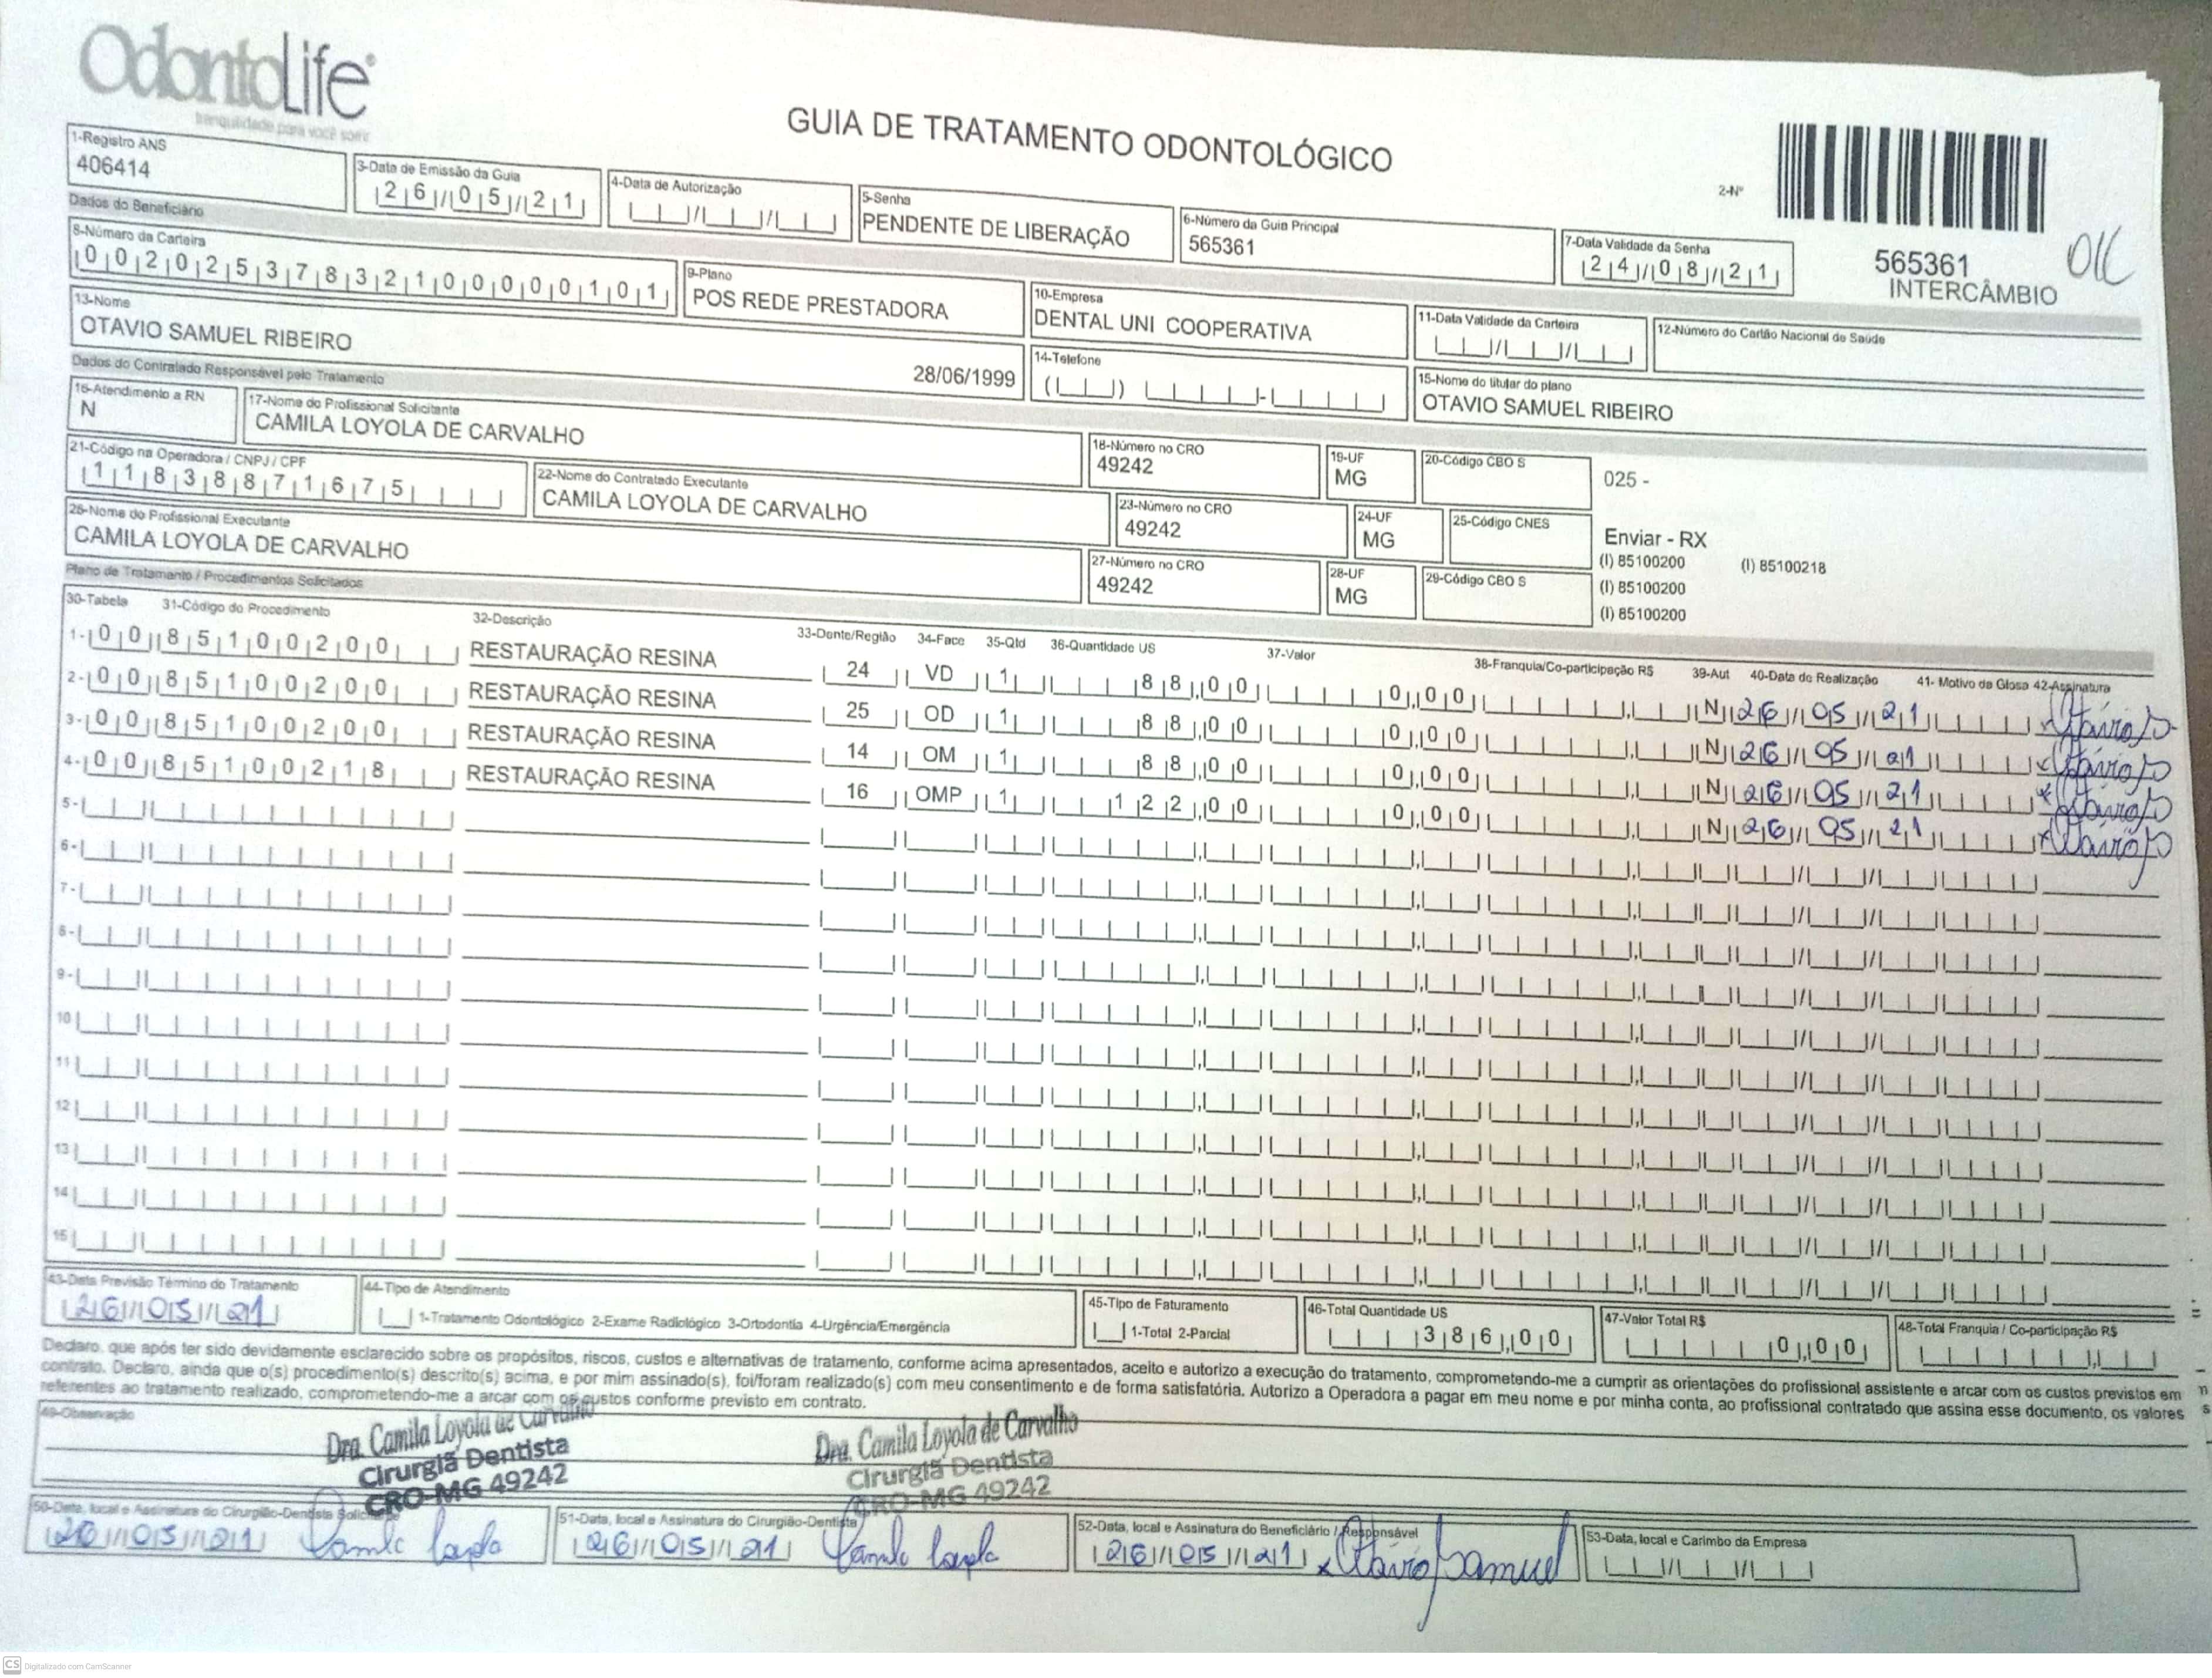 OdontoLife®
tranquilidade para você sorrir
GUIA DE TRATAMENTO ODONTOLÓGICO
2-Nº
565361
INTERCÂMBIO
OK
1-Registro ANS
406414
3-Data de Emissão da Guia
26/05/21
4-Data de Autorização
5-Senha
PENDENTE DE LIBERAÇÃO
6-Número da Guia Principal
565361
7-Data Validade da Senha
24/08/21
Dados do Beneficiário
8-Número da Carteira
00202537832100000101
9-Plano
POS REDE PRESTADORA
10-Empresa
DENTAL UNI COOPERATIVA
11-Data Validade da Carteira
12-Número do Cartão Nacional de Saúde
13-Nome
OTAVIO SAMUEL RIBEIRO
28/06/1999
14-Telefone
15-Nome do titular do plano
OTAVIO SAMUEL RIBEIRO
Dados do Contratado Responsável pelo Tratamento
16-Atendimento a RN
N
17-Nome do Profissional Solicitante
CAMILA LOYOLA DE CARVALHO
18-Número no CRO
49242
19-UF
MG
20-Código CBO S
025 -
21-Código na Operadora / CNPJ / CPF
11838871675
22-Nome do Contratado Executante
CAMILA LOYOLA DE CARVALHO
23-Número no CRO
49242
24-UF
MG
25-Código CNES
Enviar - RX
(I) 85100200 (I) 85100218
(I) 85100200
(I) 85100200
26-Nome do Profissional Executante
CAMILA LOYOLA DE CARVALHO
27-Número no CRO
49242
28-UF
MG
29-Código CBO S
Plano de Tratamento / Procedimentos Solicitados
30-Tabela 31-Código do Procedimento 32-Descrição 33-Dente/Região 34-Face 35-Qtd 36-Quantidade US 37-Valor 38-Franquia/Co-participação R$ 39-Aut 40-Data de Realização 41- Motivo da Glosa 42-Assinatura
1- 00 85100200 RESTAURAÇÃO RESINA 24 VD 1 88,00 0,00 N 26/05/21
2- 00 85100200 RESTAURAÇÃO RESINA 25 OD 1 88,00 0,00 N 26/05/21
3- 00 85100200 RESTAURAÇÃO RESINA 14 OM 1 88,00 0,00 N 26/05/21
4- 00 85100218 RESTAURAÇÃO RESINA 16 OMP 1 122,00 0,00 N 26/05/21
5-
6-
7-
8-
9-
10
11
12
13
14
15
43-Data Previsão Término do Tratamento
26/05/21
44-Tipo de Atendimento
1-Tratamento Odontológico 2-Exame Radiológico 3-Ortodontia 4-Urgência/Emergência
45-Tipo de Faturamento
1-Total 2-Parcial
46-Total Quantidade US
386,00
47-Valor Total R$
0,00
48-Total Franquia / Co-participação R$
Declaro, que após ter sido devidamente esclarecido sobre os propósitos, riscos, custos e alternativas de tratamento, conforme acima apresentados, aceito e autorizo a execução do tratamento, comprometendo-me a cumprir as orientações do profissional assistente e arcar com os custos previstos em
contrato. Declaro, ainda que o(s) procedimento(s) descrito(s) acima, e por mim assinado(s), foi/foram realizado(s) com meu consentimento e de forma satisfatória. Autorizo a Operadora a pagar em meu nome e por minha conta, ao profissional contratado que assina esse documento, os valores
referentes ao tratamento realizado, comprometendo-me a arcar com os custos conforme previsto em contrato.
49-Observação
Dra. Camila Loyola de Carvalho
Cirurgiã Dentista
CRO-MG 49242
Dra. Camila Loyola de Carvalho
Cirurgiã Dentista
CRO-MG 49242
50-Data, local e Assinatura do Cirurgião-Dentista Solicitante
26/05/21 Camila Loyola
51-Data, local e Assinatura do Cirurgião-Dentista
26/05/21 Camila Loyola
52-Data, local e Assinatura do Beneficiário / Responsável
26/05/21 x Otávio Samuel
53-Data, local e Carimbo da Empresa
CS Digitalizado com CamScanner